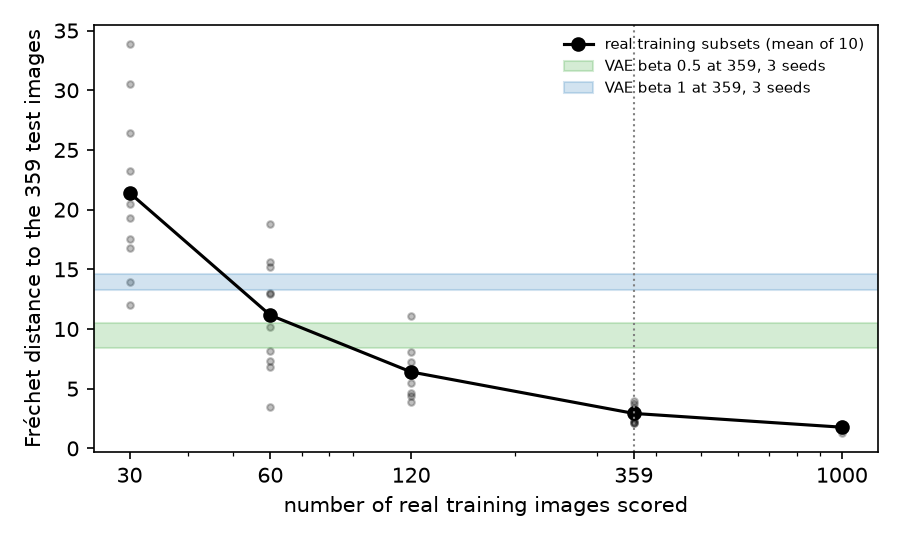 Fréchet distance to the 359 test images
35
30
25
20
15
10
5
0
real training subsets (mean of 10)
VAE beta 0.5 at 359, 3 seeds
VAE beta 1 at 359, 3 seeds
30
60
120
359
1000
number of real training images scored